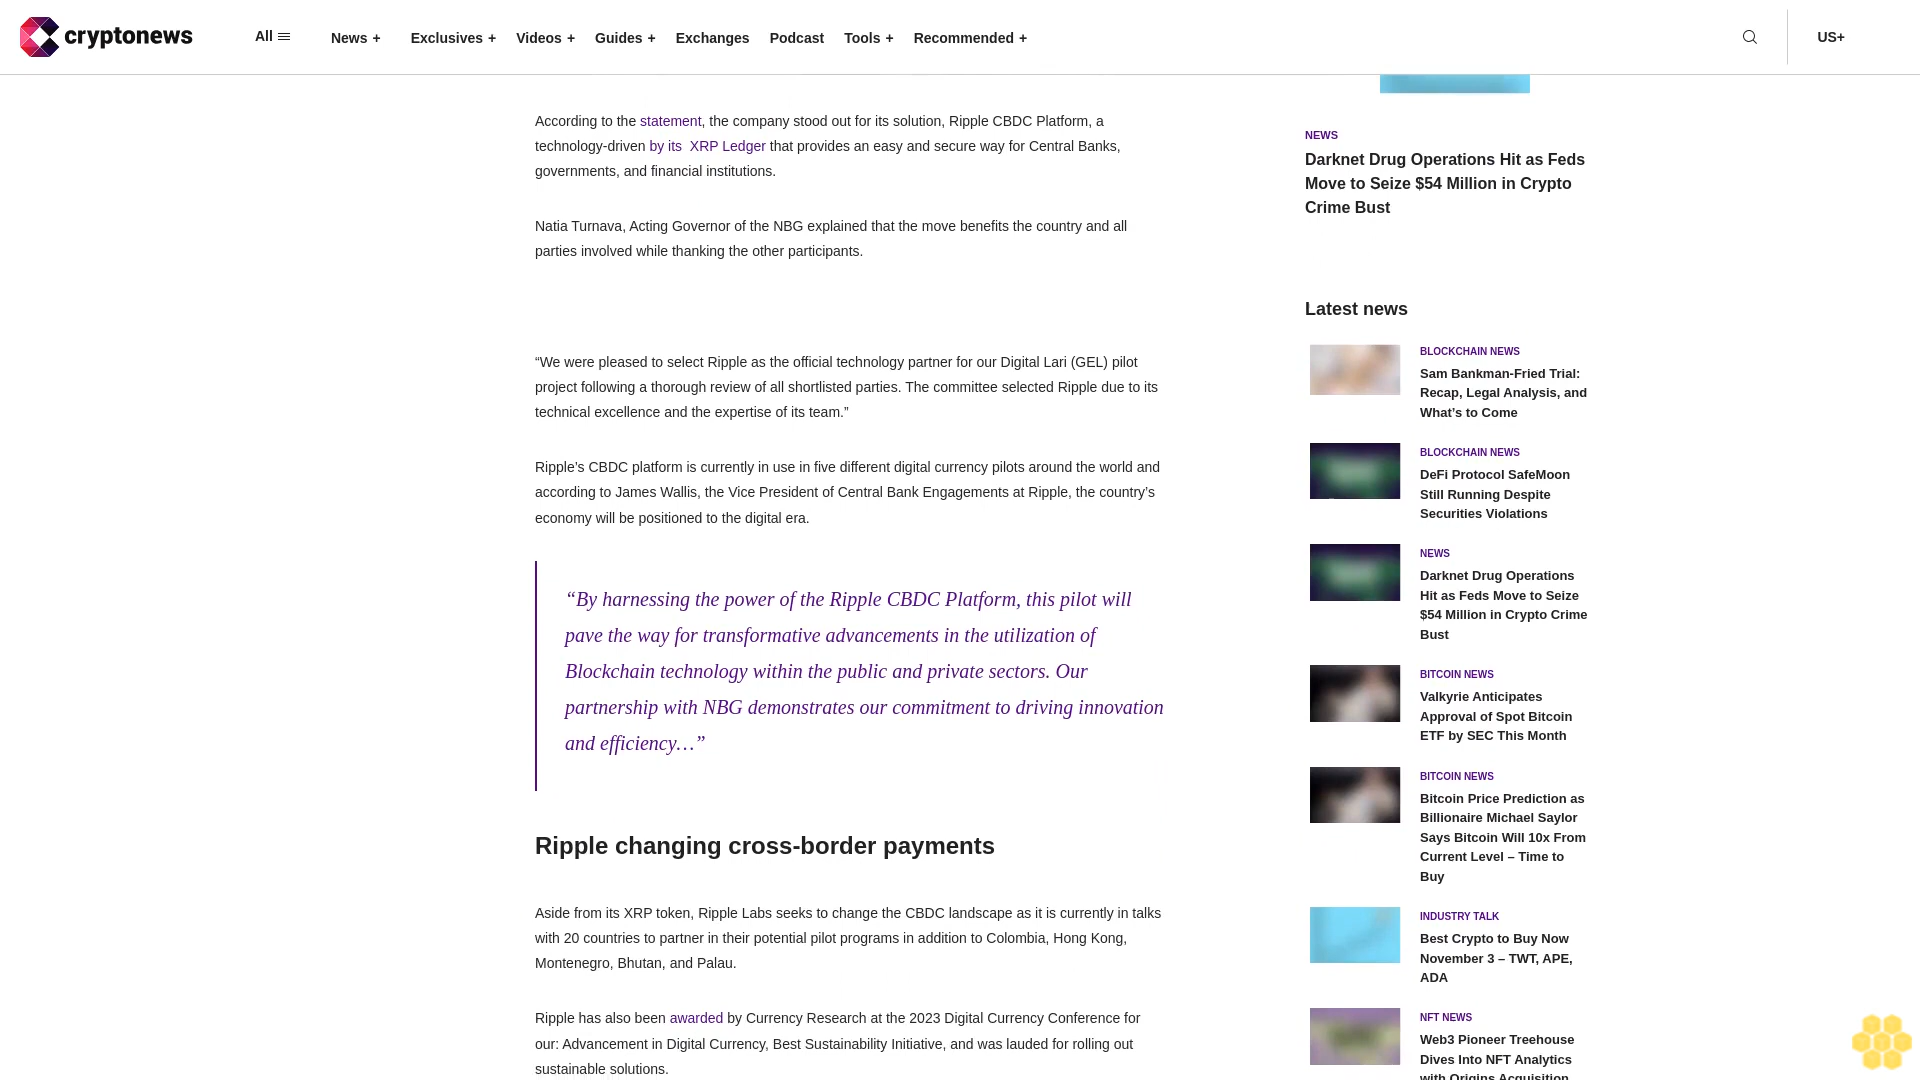 cryptonews
All
News +
Exclusives +
Videos +
Guides +
Exchanges
Podcast
Tools +
Recommended +
US+
According to the statement, the company stood out for its solution, Ripple CBDC Platform, a
technology-driven by its  XRP Ledger that provides an easy and secure way for Central Banks,
governments, and financial institutions.
Natia Turnava, Acting Governor of the NBG explained that the move benefits the country and all
parties involved while thanking the other participants.
“We were pleased to select Ripple as the official technology partner for our Digital Lari (GEL) pilot
project following a thorough review of all shortlisted parties. The committee selected Ripple due to its
technical excellence and the expertise of its team.”
Ripple’s CBDC platform is currently in use in five different digital currency pilots around the world and
according to James Wallis, the Vice President of Central Bank Engagements at Ripple, the country’s
economy will be positioned to the digital era.
“By harnessing the power of the Ripple CBDC Platform, this pilot will
pave the way for transformative advancements in the utilization of
Blockchain technology within the public and private sectors. Our
partnership with NBG demonstrates our commitment to driving innovation
and efficiency…”
Ripple changing cross-border payments
Aside from its XRP token, Ripple Labs seeks to change the CBDC landscape as it is currently in talks
with 20 countries to partner in their potential pilot programs in addition to Colombia, Hong Kong,
Montenegro, Bhutan, and Palau.
Ripple has also been awarded by Currency Research at the 2023 Digital Currency Conference for
our: Advancement in Digital Currency, Best Sustainability Initiative, and was lauded for rolling out
sustainable solutions.
NEWS
Darknet Drug Operations Hit as Feds
Move to Seize $54 Million in Crypto
Crime Bust
Latest news
BLOCKCHAIN NEWS
Sam Bankman-Fried Trial:
Recap, Legal Analysis, and
What’s to Come
BLOCKCHAIN NEWS
DeFi Protocol SafeMoon
Still Running Despite
Securities Violations
NEWS
Darknet Drug Operations
Hit as Feds Move to Seize
$54 Million in Crypto Crime
Bust
BITCOIN NEWS
Valkyrie Anticipates
Approval of Spot Bitcoin
ETF by SEC This Month
BITCOIN NEWS
Bitcoin Price Prediction as
Billionaire Michael Saylor
Says Bitcoin Will 10x From
Current Level – Time to
Buy
INDUSTRY TALK
Best Crypto to Buy Now
November 3 – TWT, APE,
ADA
NFT NEWS
Web3 Pioneer Treehouse
Dives Into NFT Analytics
with Origins Acquisition